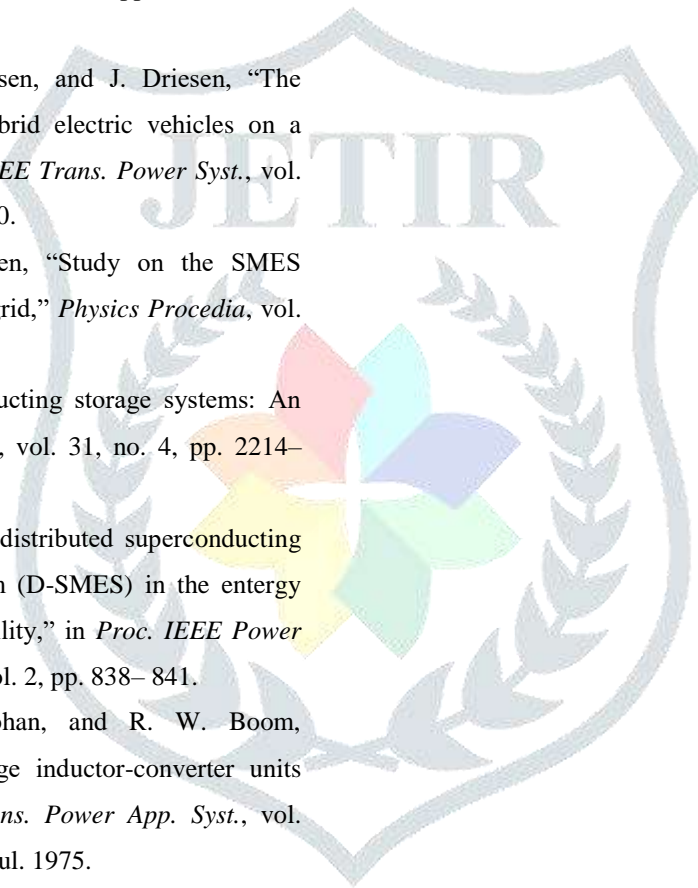 sen, and J. Driesen, “The
brid electric vehicles on a
EE Trans. Power Syst., vol.
0.
en, “Study on the SMES
grid,” Physics Procedia, vol.
ucting storage systems: An
, vol. 31, no. 4, pp. 2214–
distributed superconducting
n (D-SMES) in the entergy
ility,” in Proc. IEEE Power
ol. 2, pp. 838– 841.
ohan, and R. W. Boom,
ge inductor-converter units
ns. Power App. Syst., vol.
ul. 1975.
JETIR